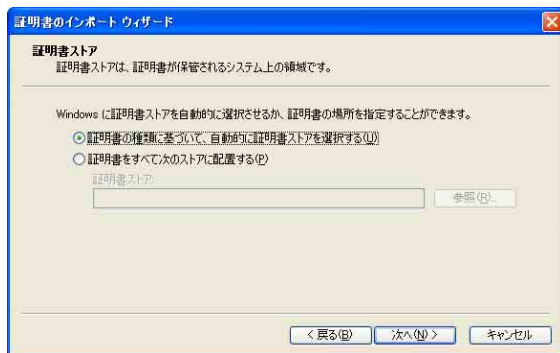 証明書のインポート ウィザード
証明書ストア
証明書ストアは、証明書が保管されるシステム上の領域です。
Windows に証明書ストアを自動的に選択させるか、証明書の場所を指定することができます。
証明書の種類に基づいて、自動的に証明書ストアを選択する(U)
証明書をすべて次のストアに配置する(P)
証明書ストア:
参照(R)...
< 戻る(B)
次へ(N) >
キャンセル